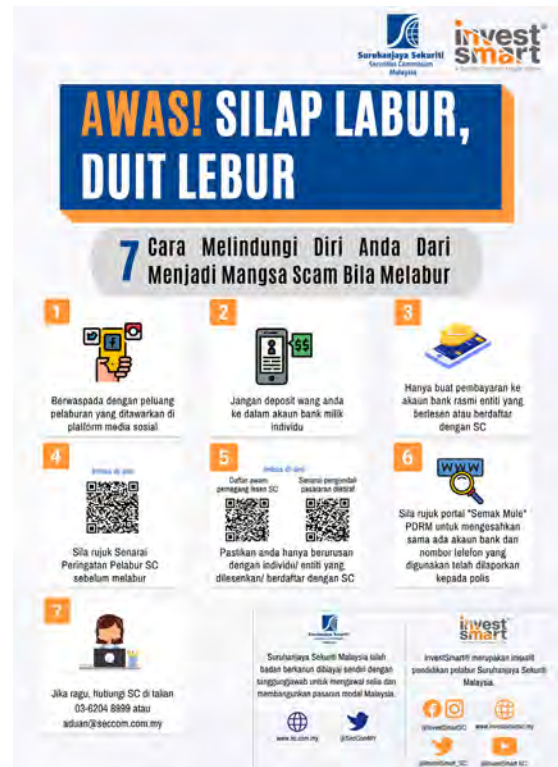 Suruhanjaya Sekuriti
Securities Commission
Malaysia
invest
smart
AWAS! SILAP LABUR,
DUIT LEBUR
7 Cara Melindungi Diri Anda Dari
Menjadi Mangsa Scam Bila Melabur
1
Berwaspada dengan peluang
pelaburan yang ditawarkan di
platform media sosial
2
$$
Jangan deposit wang anda
ke dalam akaun bank milik
individu
3
Hanya buat pembayaran ke
akaun bank rasmi entiti yang
berlesen atau berdaftar
dengan SC
4
Imbas di sini
Sila rujuk Senarai
Peringatan Pelabur SC
sebelum melabur
5
Imbas di sini
Daftar awam
pemegang lesen SC
Senarai pengendali
pasaran diiktiraf
Pastikan anda hanya berurusan
dengan individu/ entiti yang
dilesenkan/ berdaftar dengan SC
6
WWW
Sila rujuk portal "Semak Mule"
PDRM untuk mengesahkan
sama ada akaun bank dan
nombor telefon yang
digunakan telah dilaporkan
kepada polis
7
Jika ragu, hubungi SC di talian
03-6204 8999 atau
aduan@seccom.com.my
Suruhanjaya Sekuriti
Suruhanjaya Sekuriti Malaysia ialah
badan berkanun dibiayai sendiri dengan
tanggungjawab untuk mengawal selia dan
membangunkan pasaran modal Malaysia.
www.sc.com.my
@SecComMY
invest
smart
InvestSmart® merupakan inisiatif
pendidikan pelabur Suruhanjaya Sekuriti
Malaysia.
@InvestSmartSC
www.investsmartsc.my
@InvestSmart_SC
@InvestSmart SC